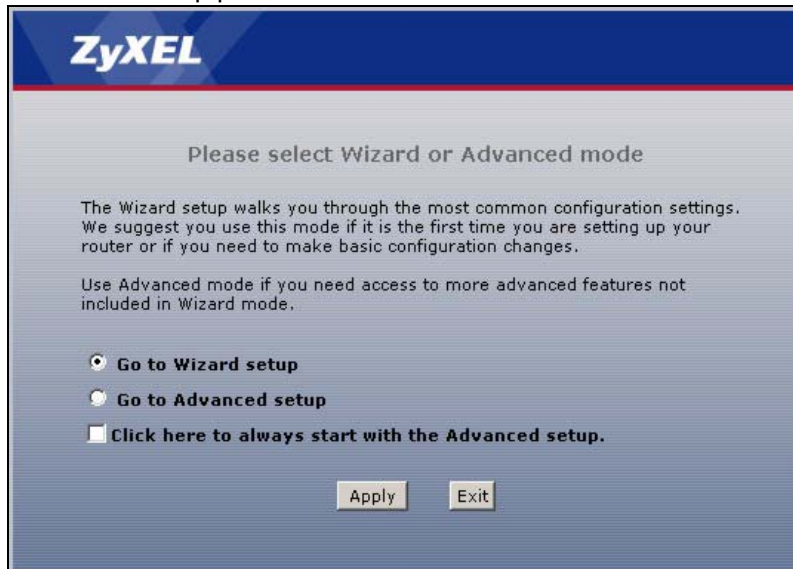 ZyXEL
Please select Wizard or Advanced mode
The Wizard setup walks you through the most common configuration settings.
We suggest you use this mode if it is the first time you are setting up your
router or if you need to make basic configuration changes.
Use Advanced mode if you need access to more advanced features not
included in Wizard mode.
Go to Wizard setup
Go to Advanced setup
Click here to always start with the Advanced setup.
Apply Exit